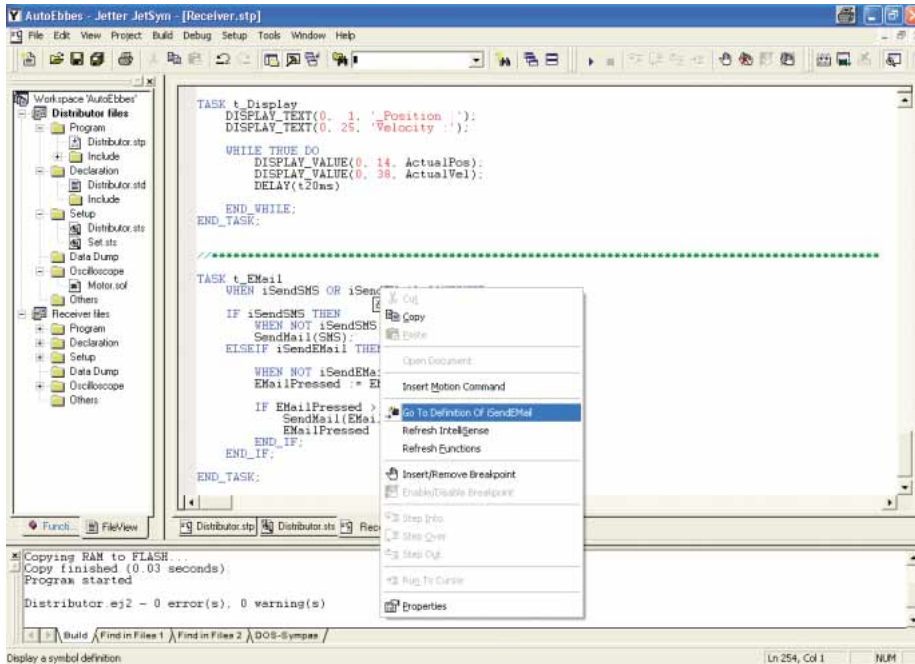 AutoEbbes - Jetter JetSym - [Receiver.stp]
File Edit View Project Build Debug Setup Tools Window Help
Workspace 'AutoEbbes'
Distributor files
Program
Distributor.stp
Include
Declaration
Distributor.std
Include
Setup
Distributor.sts
Set.sts
Data Dump
Oscilloscope
Motor.sol
Others
Receiver files
Program
Declaration
Setup
Data Dump
Oscilloscope
Others
Functi... FileView
TASK t_Display
DISPLAY_TEXT(0, 1, '_Position :');
DISPLAY_TEXT(0, 25, 'Velocity :');
WHILE TRUE DO
DISPLAY_VALUE(0, 14, ActualPos);
DISPLAY_VALUE(0, 38, ActualVel);
DELAY(t20ms)
END_WHILE;
END_TASK;
//**********************************************************************
TASK t_EMail
WHEN iSendSMS OR iSend
IF iSendSMS THEN
WHEN NOT iSendSMS
SendMail(SMS);
ELSEIF iSendEMail THE
WHEN NOT iSendEMa
EMailPressed := E
IF EMailPressed >
SendMail(EMai
EMailPressed
END_IF;
END_IF;
END_TASK;
Cut
Copy
Paste
Open Document
Insert Motion Command
Go To Definition Of iSendEMail
Refresh IntelliSense
Refresh Functions
Insert/Remove Breakpoint
Enable/Disable Breakpoint
Step Into
Step Over
Step Out
Run To Cursor
Properties
Distributor.stp Distributor.sts Rec
Copying RAM to FLASH...
Copy finished (0.03 seconds)
Program started
Distributor.ej2 - 0 error(s), 0 warning(s)
Build Find in Files 1 Find in Files 2 DOS-Sympas
Display a symbol definition Ln 254, Col 1 NUM